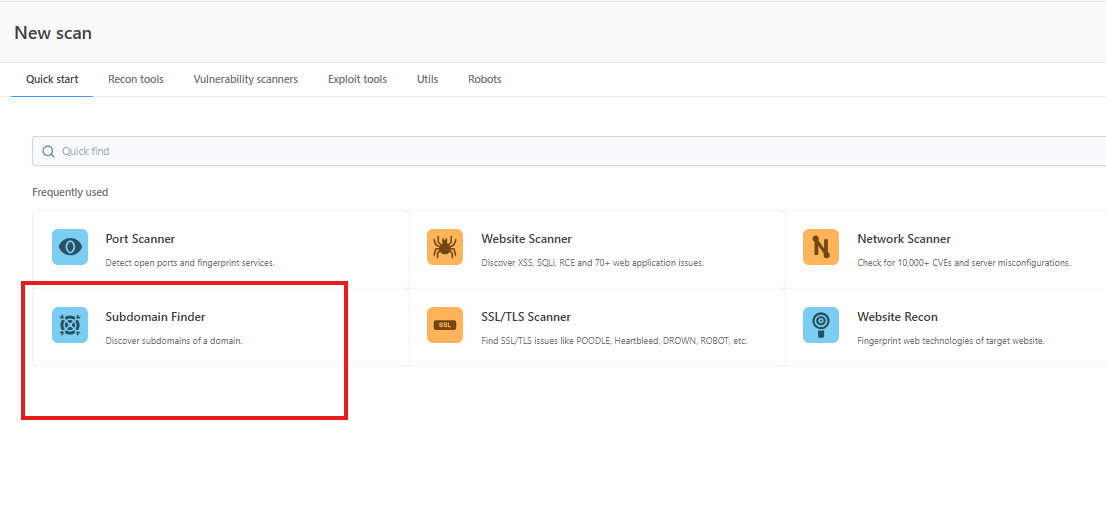 New scan
Quick start Recon tools Vulnerability scanners Exploit tools Utils Robots
Quick find
Frequently used
Port Scanner
Detect open ports and fingerprint services.
Website Scanner
Discover XSS, SQLi, RCE and 70+ web application issues.
Network Scanner
Check for 10,000+ CVEs and server misconfigurations.
Subdomain Finder
Discover subdomains of a domain.
SSL
SSL/TLS Scanner
Find SSL/TLS issues like POODLE, Heartbleed, DROWN, ROBOT, etc.
Website Recon
Fingerprint web technologies of target website.